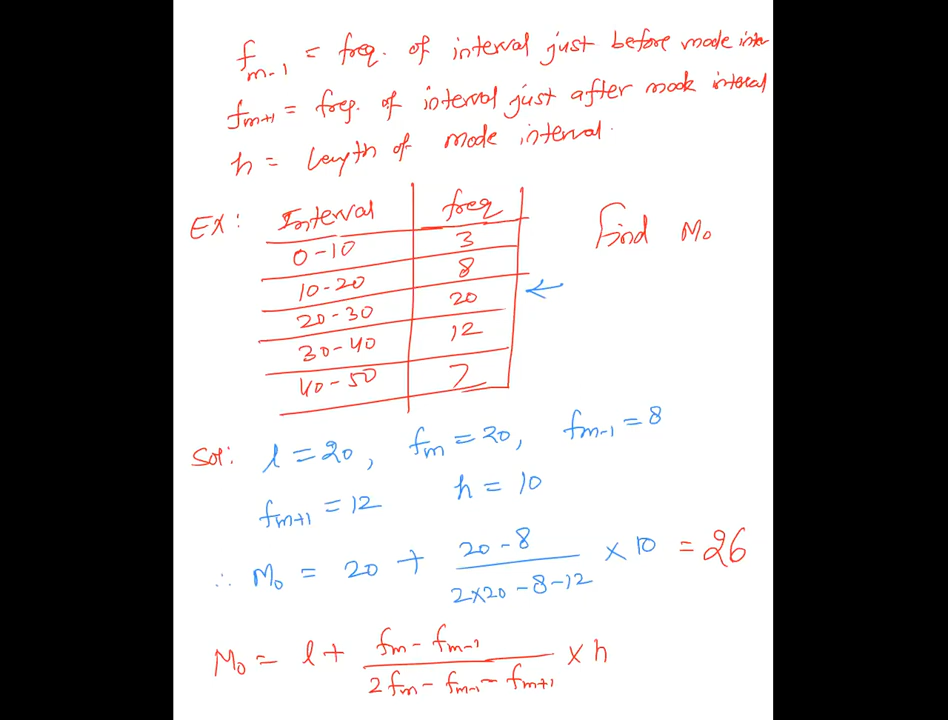 fm-1 = freq. of interval just before mode inter
fm+1 = freq. of interval just after mode interval
h = Length of mode interval.
Ex: Interval freq Find Mo
0-10 3
10-20 8
20-30 20 ←
30-40 12
40-50 7
Sol: l = 20, fm = 20, fm-1 = 8
fm+1 = 12 h = 10
∴ Mo = 20 + (20-8)/(2×20-8-12) × 10 = 26
Mo = l + (fm - fm-1)/(2fm - fm-1 - fm+1) × h